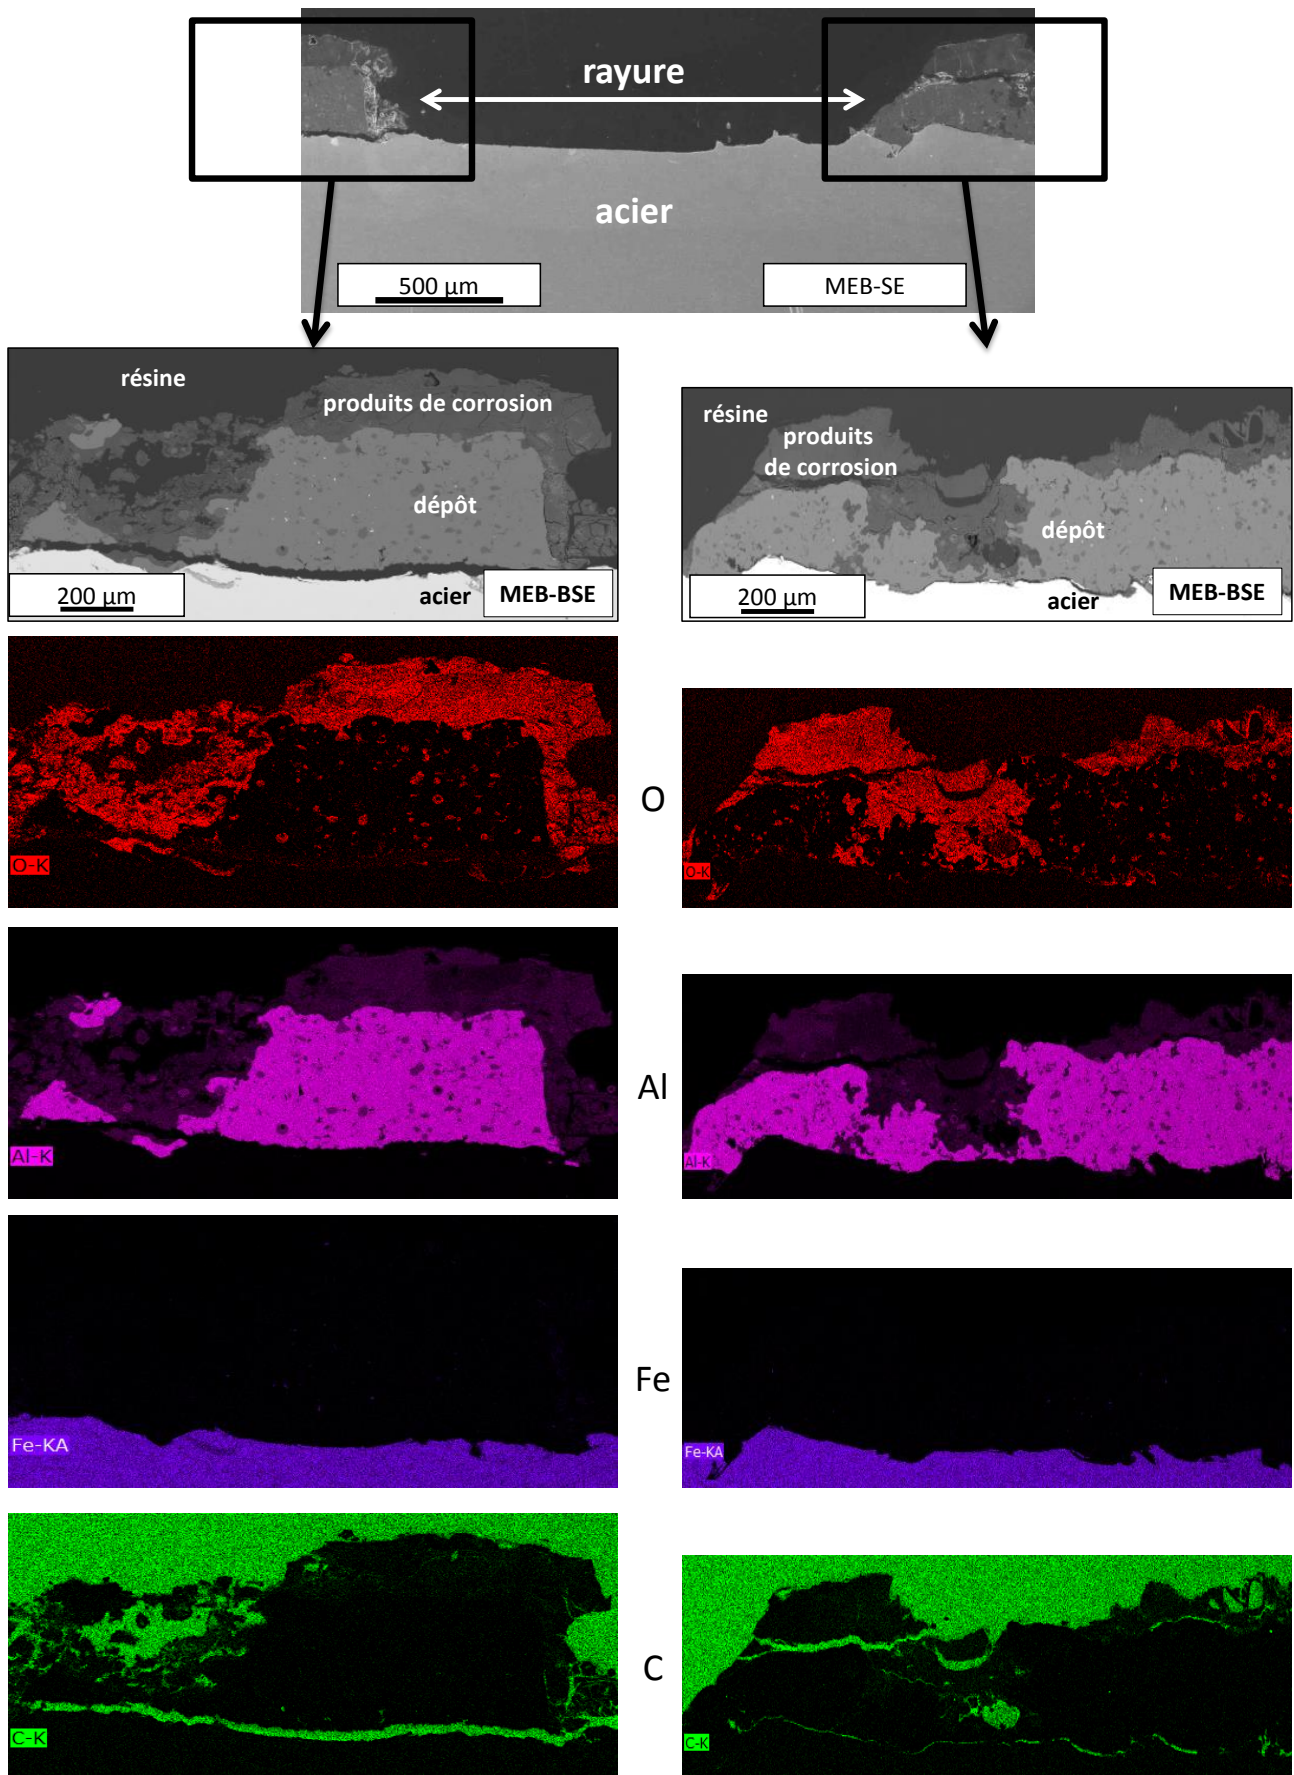 rayure
acier
500 µm
MEB-SE
résine
produits de corrosion
dépôt
200 µm
acier
MEB-BSE
résine
produits
de corrosion
dépôt
200 µm
acier
MEB-BSE
O-K
O
O-K
Al-K
Al
Al-K
Fe-KA
Fe
Fe-KA
C-K
C
C-K